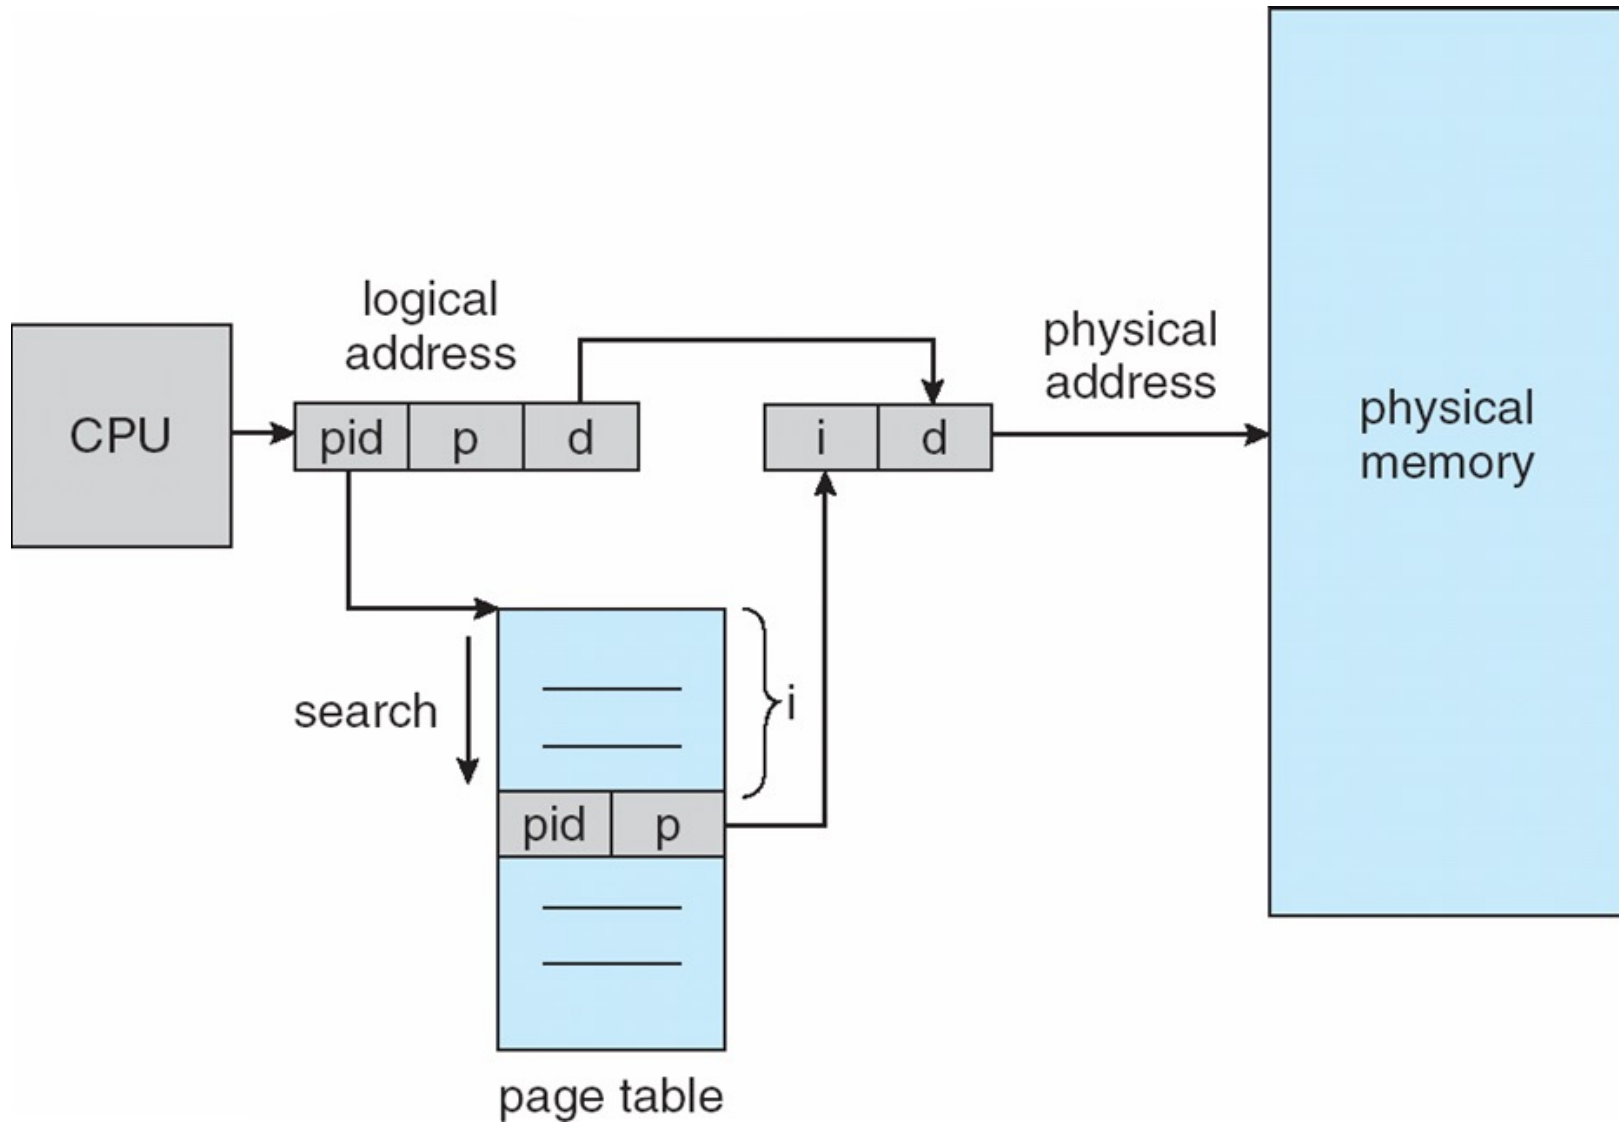 logical
address
CPU
pid p d
i d
physical
address
physical
memory
search
i
pid p
page table